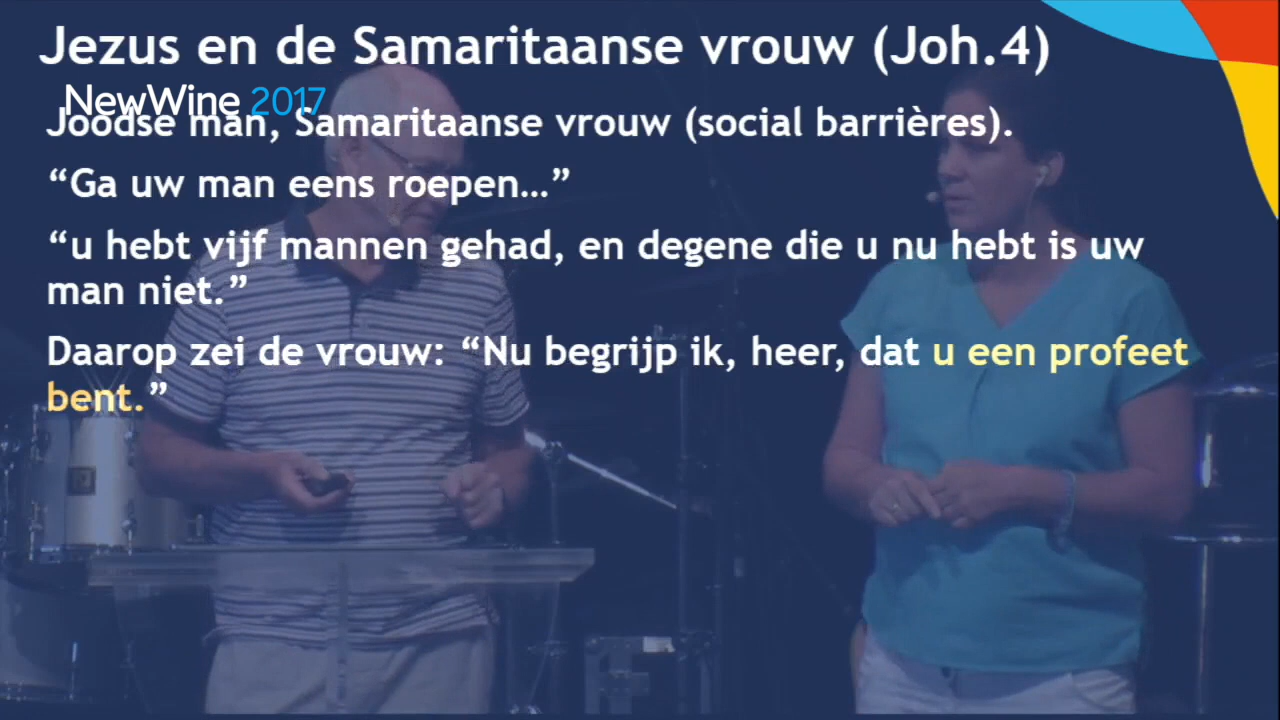 Jezus en de Samaritaanse vrouw (Joh.4)
NewWine 2017
Joodse man, Samaritaanse vrouw (social barrières).
“Ga uw man eens roepen…”
“u hebt vijf mannen gehad, en degene die u nu hebt is uw
man niet.”
Daarop zei de vrouw: “Nu begrijp ik, heer, dat u een profeet
bent.”